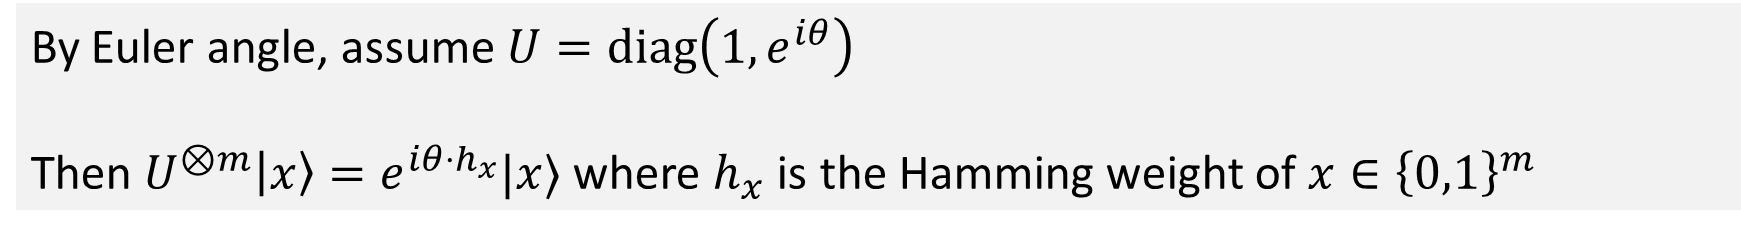 By Euler angle, assume U = diag(1, e^{iθ})
Then U^{⊗m}|x⟩ = e^{iθ·h_x}|x⟩ where h_x is the Hamming weight of x ∈ {0,1}^m